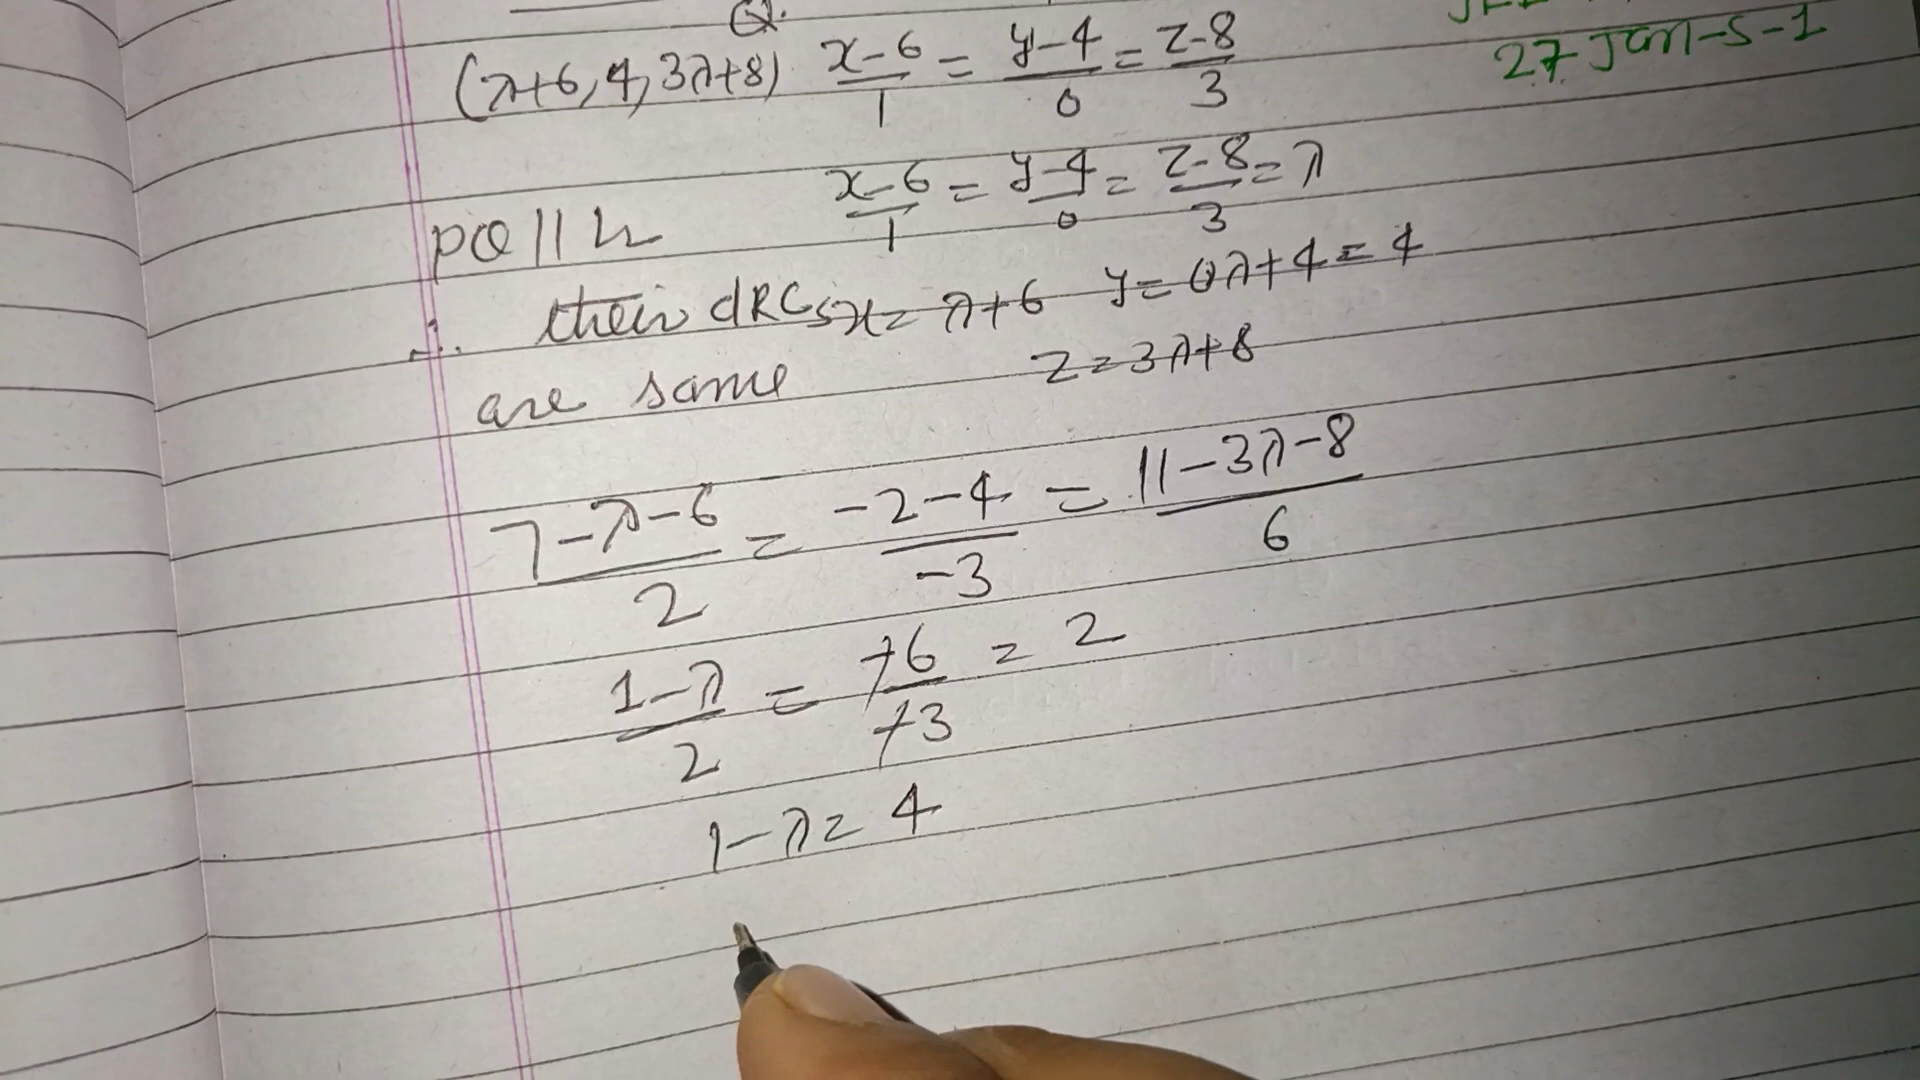 Q.
(λ+6, 4, 3λ+8) x-6/1 = y-4/0 = z-8/3
27 Jan-S-1
x-6/1 = y-4/0 = z-8/3 = λ
PQ ||
∴ their dRCs x = λ+6 y = 0λ+4 = 4
are same z = 3λ+8
7-λ-6/2 = -2-4/-3 = 11-3λ-8/6
1-λ/2 = +6/+3 = 2
1-λ = 4